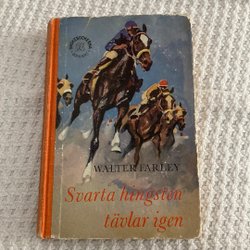 WALTER FARLEY
Svarta hingsten
tävlar igen